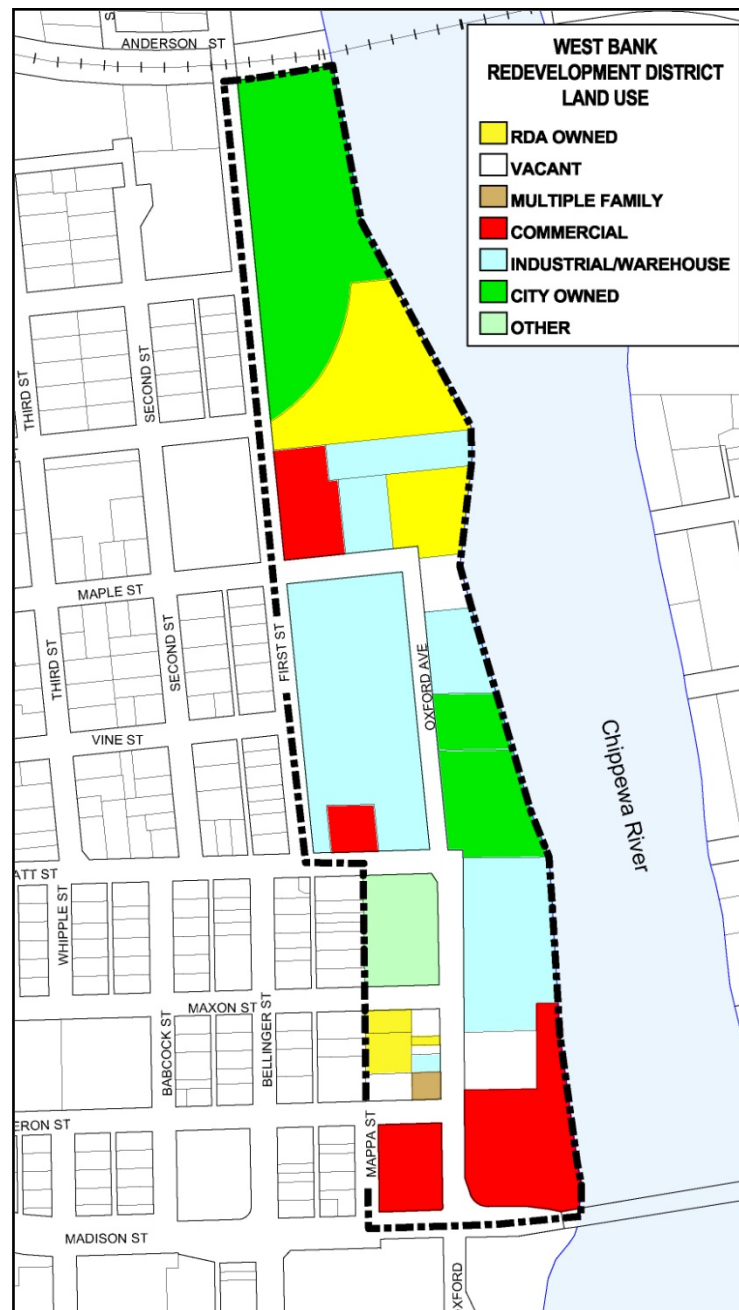 ANDERSON ST
WEST BANK
REDEVELOPMENT DISTRICT
LAND USE
RDA OWNED
VACANT
MULTIPLE FAMILY
COMMERCIAL
INDUSTRIAL/WAREHOUSE
CITY OWNED
OTHER
THIRD ST
SECOND ST
MAPLE ST
THIRD ST
SECOND ST
FIRST ST
OXFORD AVE
VINE ST
Chippewa River
ATT ST
WHIPPLE ST
MAXON ST
BABCOCK ST
BELLINGER ST
ERON ST
MAPPA ST
MADISON ST
OXFORD